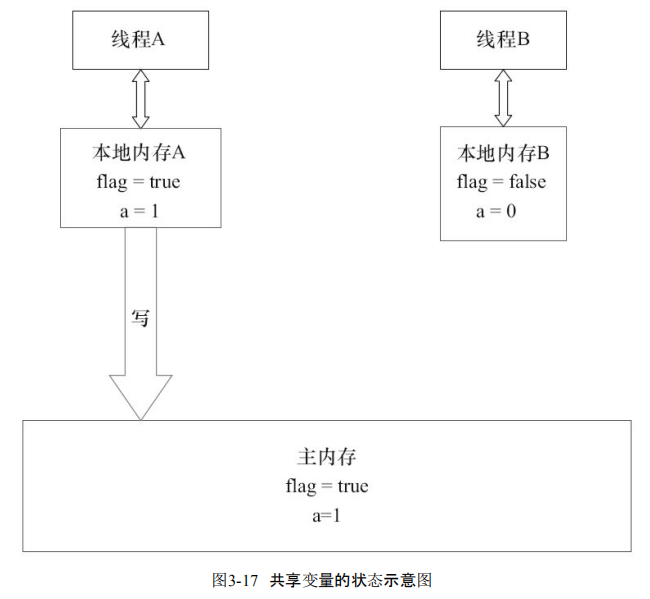 线程A
线程B
本地内存A
flag = true
a = 1
本地内存B
flag = false
a = 0
写
主内存
flag = true
a=1
图3-17 共享变量的状态示意图